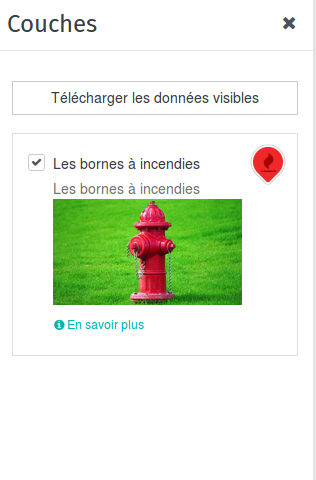 Couches
Télécharger les données visibles
Les bornes à incendies
Les bornes à incendies
En savoir plus